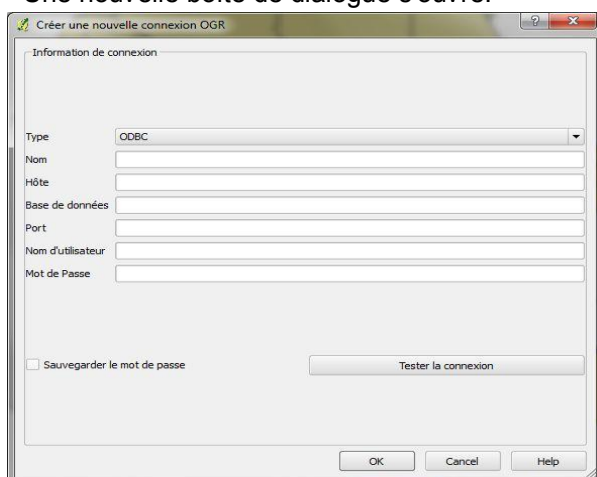 Une nouvelle boîte de dialogue s'ouvre.
Créer une nouvelle connexion OGR
Information de connexion
Type ODBC
Nom
Hôte
Base de données
Port
Nom d'utilisateur
Mot de Passe
Sauvegarder le mot de passe Tester la connexion
OK Cancel Help